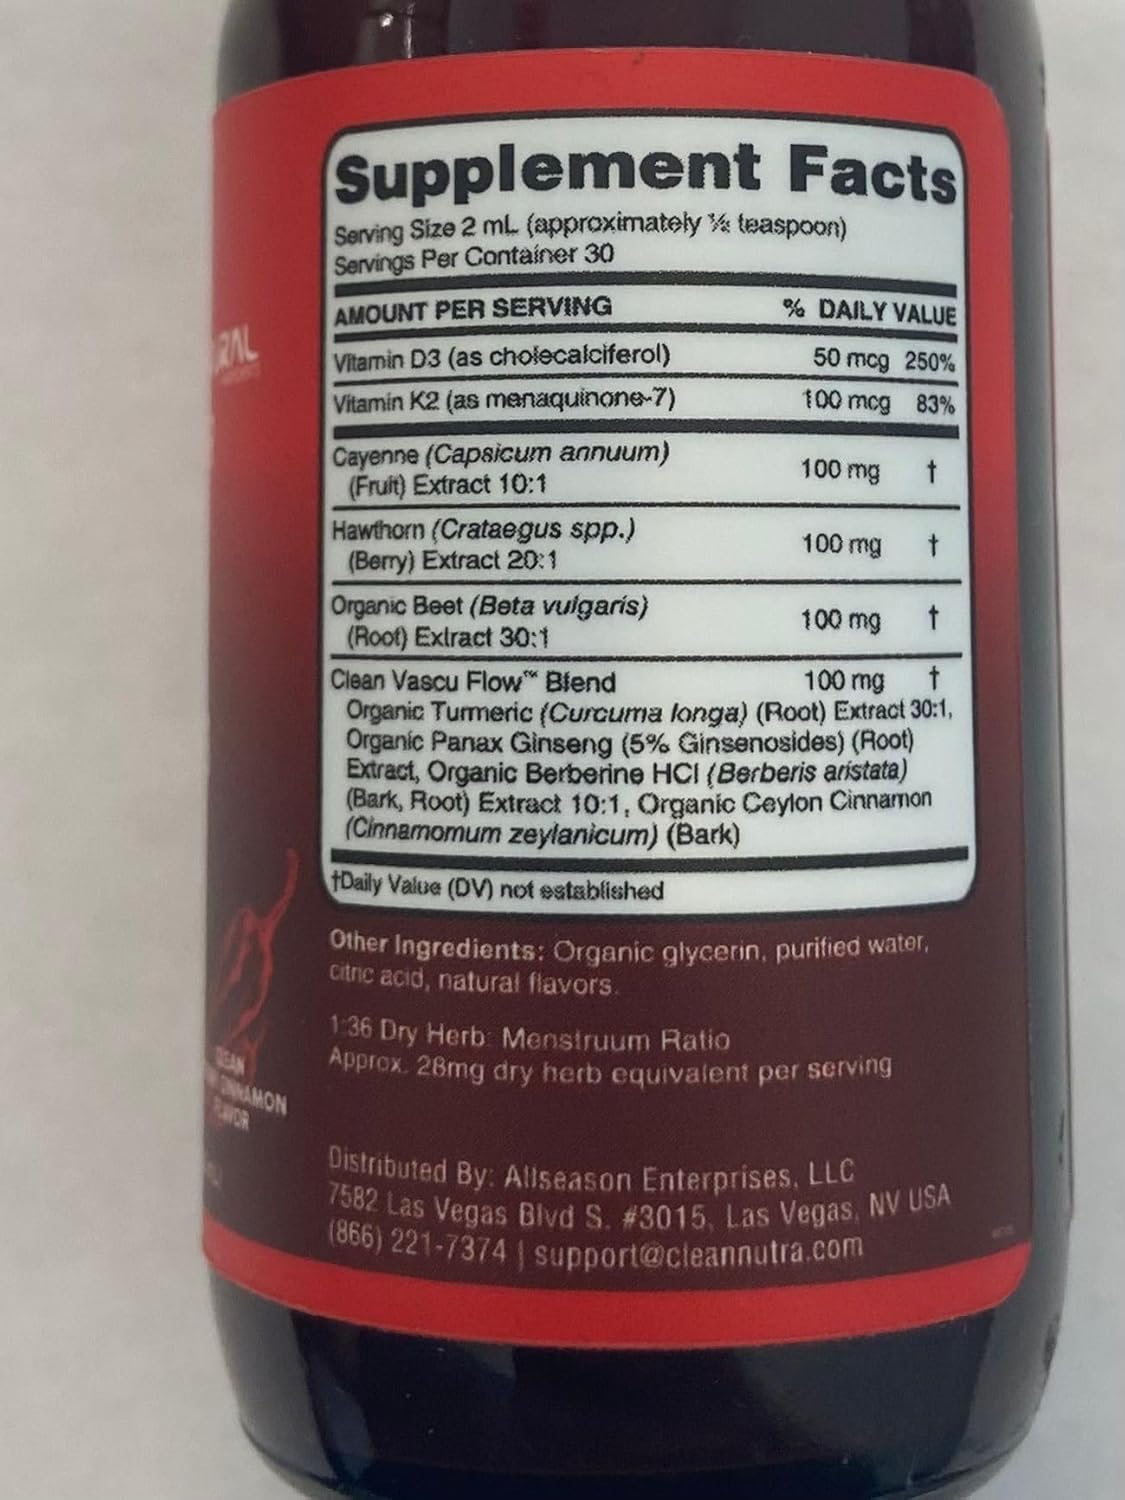 Supplement Facts
Serving Size 2 mL (approximately ⅓ teaspoon)
Servings Per Container 30
AMOUNT PER SERVING % DAILY VALUE
Vitamin D3 (as cholecalciferol) 50 mcg 250%
Vitamin K2 (as menaquinone-7) 100 mcg 83%
Cayenne (Capsicum annuum)
(Fruit) Extract 10:1 100 mg †
Hawthorn (Crataegus spp.)
(Berry) Extract 20:1 100 mg †
Organic Beet (Beta vulgaris)
(Root) Extract 30:1 100 mg †
Clean Vascu Flow™ Blend 100 mg †
Organic Turmeric (Curcuma longa) (Root) Extract 30:1,
Organic Panax Ginseng (5% Ginsenosides) (Root)
Extract, Organic Berberine HCl (Berberis aristata)
(Bark, Root) Extract 10:1, Organic Ceylon Cinnamon
(Cinnamomum zeylanicum) (Bark)
†Daily Value (DV) not established
Other Ingredients: Organic glycerin, purified water,
citric acid, natural flavors.
1:36 Dry Herb: Menstruum Ratio
Approx. 28mg dry herb equivalent per serving
Distributed By: Allseason Enterprises, LLC
7582 Las Vegas Blvd S. #3015, Las Vegas, NV USA
(866) 221-7374 | support@cleannutra.com